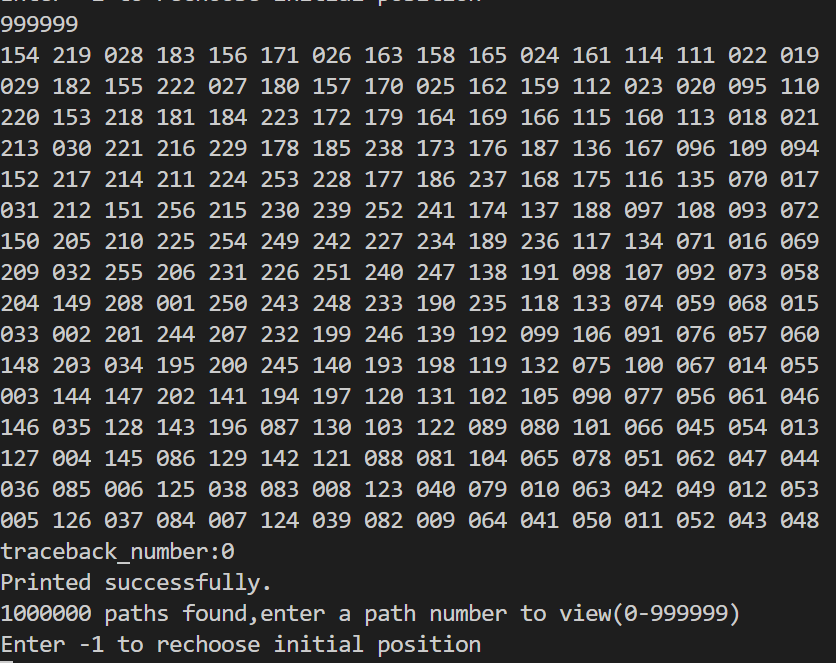 Enter -1 to rechoose initial position
999999
154 219 028 183 156 171 026 163 158 165 024 161 114 111 022 019
029 182 155 222 027 180 157 170 025 162 159 112 023 020 095 110
220 153 218 181 184 223 172 179 164 169 166 115 160 113 018 021
213 030 221 216 229 178 185 238 173 176 187 136 167 096 109 094
152 217 214 211 224 253 228 177 186 237 168 175 116 135 070 017
031 212 151 256 215 230 239 252 241 174 137 188 097 108 093 072
150 205 210 225 254 249 242 227 234 189 236 117 134 071 016 069
209 032 255 206 231 226 251 240 247 138 191 098 107 092 073 058
204 149 208 001 250 243 248 233 190 235 118 133 074 059 068 015
033 002 201 244 207 232 199 246 139 192 099 106 091 076 057 060
148 203 034 195 200 245 140 193 198 119 132 075 100 067 014 055
003 144 147 202 141 194 197 120 131 102 105 090 077 056 061 046
146 035 128 143 196 087 130 103 122 089 080 101 066 045 054 013
127 004 145 086 129 142 121 088 081 104 065 078 051 062 047 044
036 085 006 125 038 083 008 123 040 079 010 063 042 049 012 053
005 126 037 084 007 124 039 082 009 064 041 050 011 052 043 048
traceback_number:0
Printed successfully.
1000000 paths found,enter a path number to view(0-999999)
Enter -1 to rechoose initial position